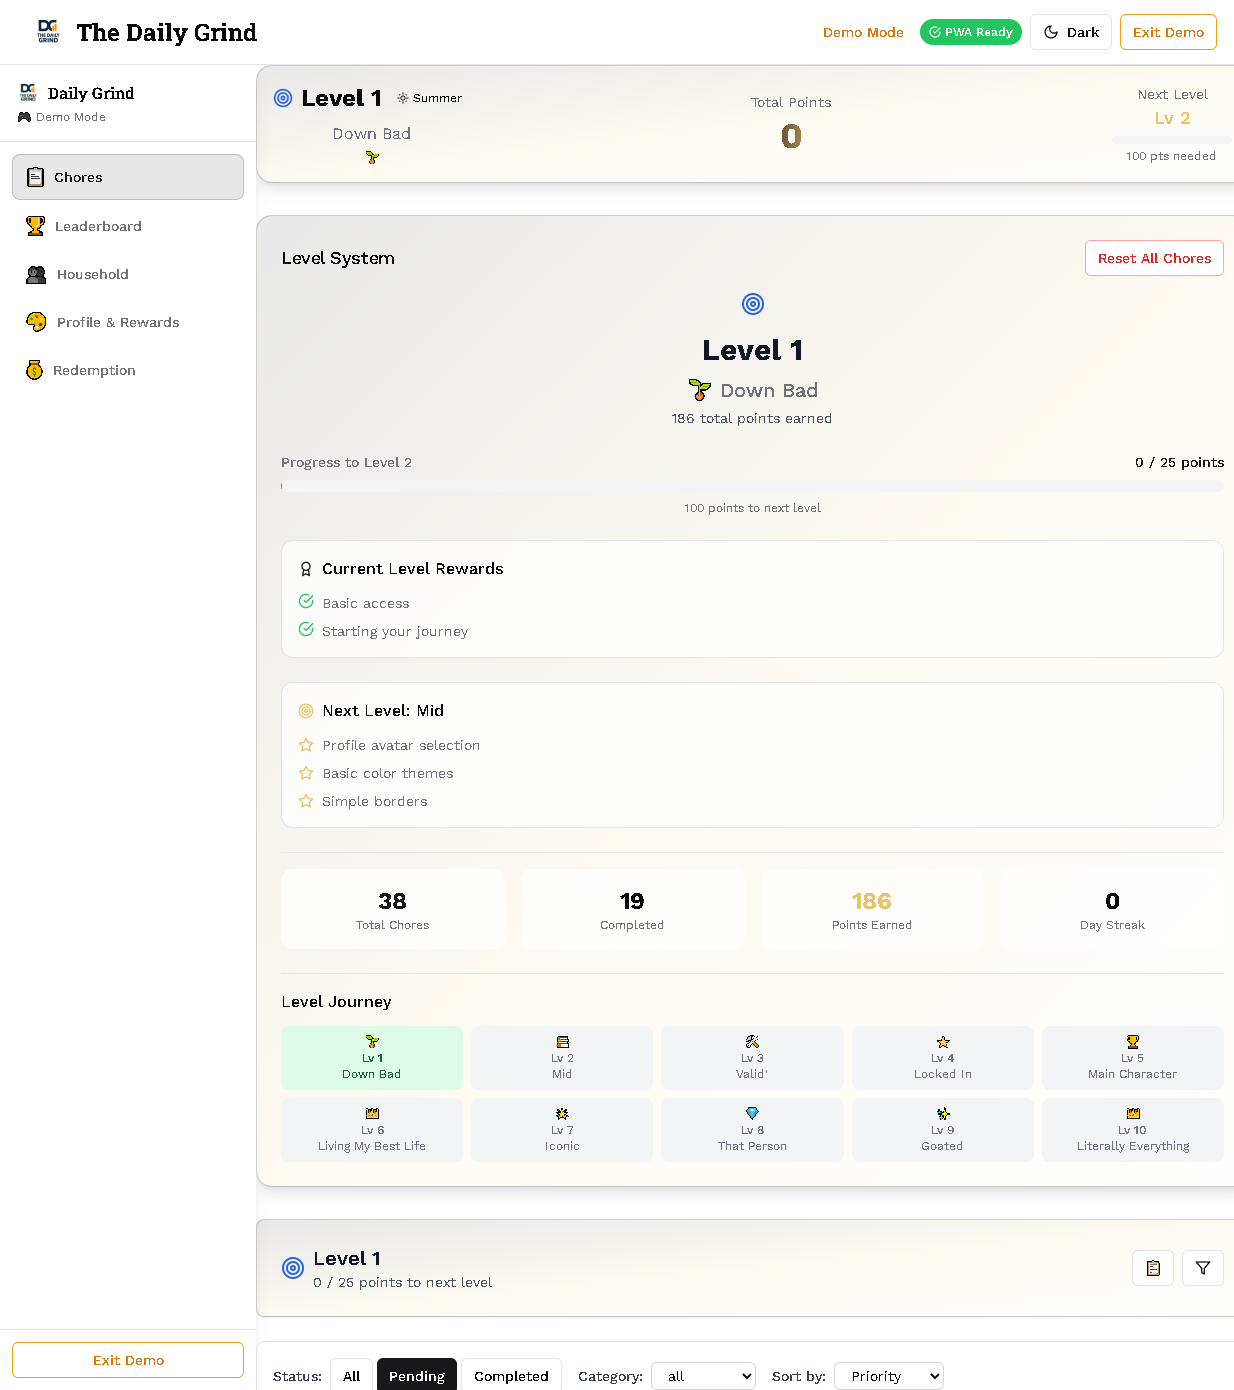 The Daily Grind
Demo Mode
PWA Ready
Dark
Exit Demo
Daily Grind
Demo Mode
Chores
Leaderboard
Household
Profile & Rewards
Redemption
Exit Demo
Level 1
Summer
Down Bad
Total Points
0
Next Level
Lv 2
100 pts needed
Level System
Reset All Chores
Level 1
Down Bad
186 total points earned
Progress to Level 2
0 / 25 points
100 points to next level
Current Level Rewards
Basic access
Starting your journey
Next Level: Mid
Profile avatar selection
Basic color themes
Simple borders
38
Total Chores
19
Completed
186
Points Earned
0
Day Streak
Level Journey
Lv 1
Down Bad
Lv 2
Mid
Lv 3
Valid'
Lv 4
Locked In
Lv 5
Main Character
Lv 6
Living My Best Life
Lv 7
Iconic
Lv 8
That Person
Lv 9
Goated
Lv 10
Literally Everything
Level 1
0 / 25 points to next level
Status: All Pending Completed Category: all Sort by: Priority